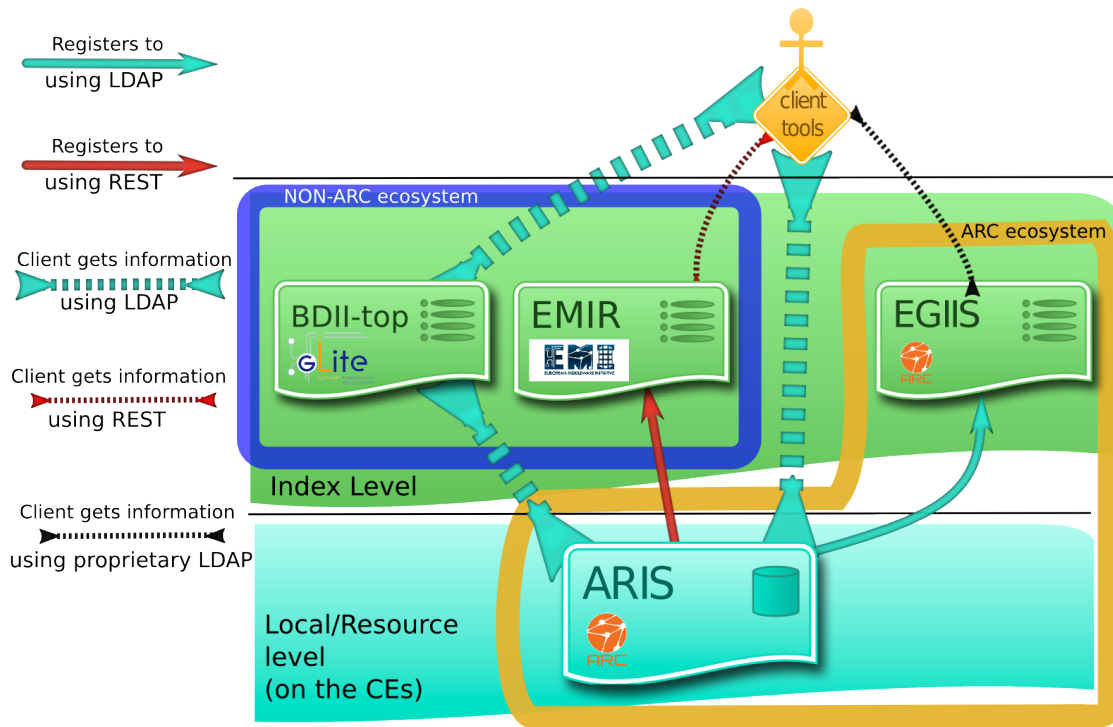 Registers to
using LDAP
Registers to
using REST
Client gets information
using LDAP
Client gets information
using REST
Client gets information
using proprietary LDAP
client
tools
NON-ARC ecosystem
ARC ecosystem
BDII-top
gLite
EMIR
EMI
EUROPEAN MIDDLEWARE INITIATIVE
EGIIS
ARC
Index Level
ARIS
ARC
Local/Resource
level
(on the CEs)